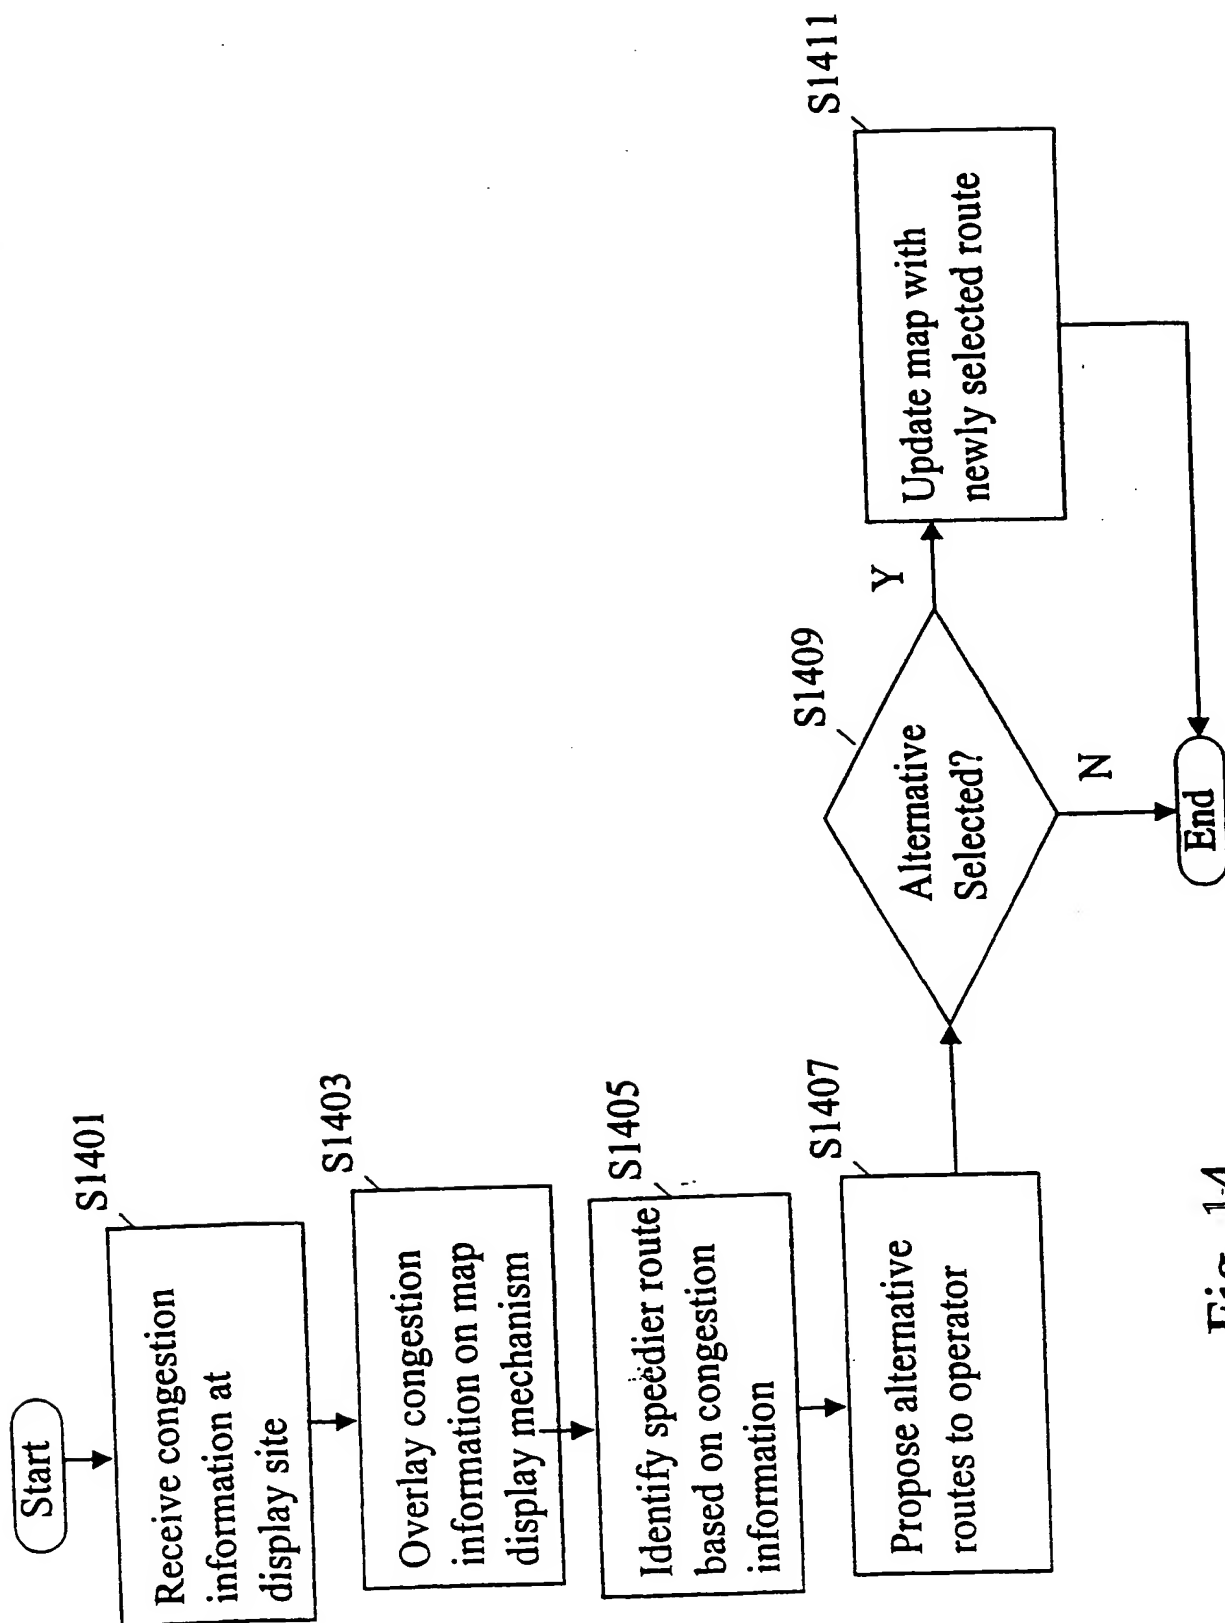 Start
S1401
Receive congestion
information at
display site
S1403
Overlay congestion
information on map
display mechanism
S1405
Identify speedier route
based on congestion
information
S1407
Propose alternative
routes to operator
S1409
Alternative
Selected?
Y
N
S1411
Update map with
newly selected route
End
Fig. 14